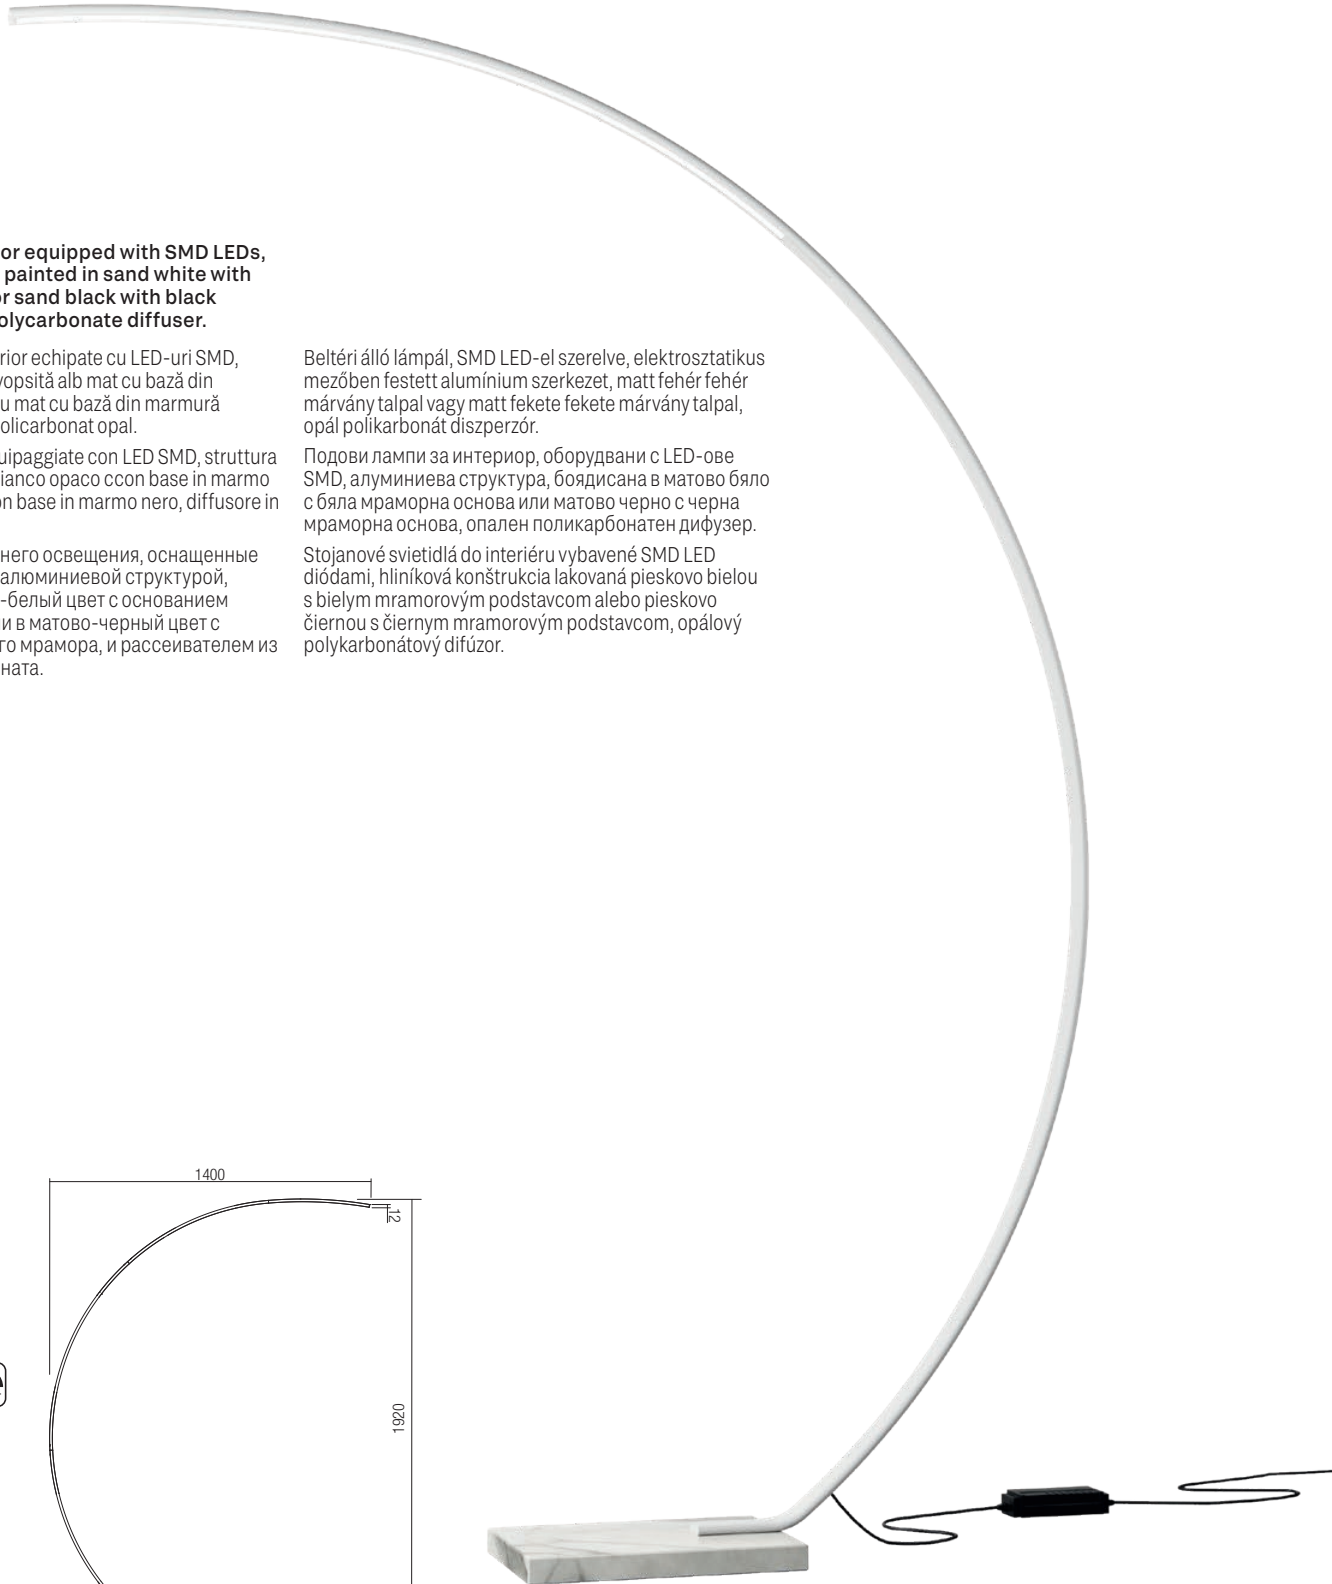 or equipped with SMD LEDs,
painted in sand white with
or sand black with black
olycarbonate diffuser.
rior echipate cu LED-uri SMD,
vopsită alb mat cu bază din
u mat cu bază din marmură
olicarbonat opal.
uipaggiate con LED SMD, struttura
ianco opaco ccon base in marmo
on base in marmo nero, diffusore in
него освещения, оснащенные
алюминиевой структурой,
-белый цвет с основанием
и в матово-черный цвет с
го мрамора, и рассеивателем из
ната.
Beltéri álló lámpál, SMD LED-el szerelve, elektrosztatikus
mezőben festett alumínium szerkezet, matt fehér fehér
márvány talpal vagy matt fekete fekete márvány talpal,
opál polikarbonát diszperzór.
Подови лампи за интериор, оборудвани с LED-ове
SMD, алуминиева структура, боядисана в матово бяло
с бяла мраморна основа или матово черно с черна
мраморна основа, опален поликарбонатен дифузер.
Stojanové svietidlá do interiéru vybavené SMD LED
diódami, hliníková konštrukcia lakovaná pieskovo bielou
s bielym mramorovým podstavcom alebo pieskovo
čiernou s čiernym mramorovým podstavcom, opálový
polykarbonátový difúzor.
1400
12
1920